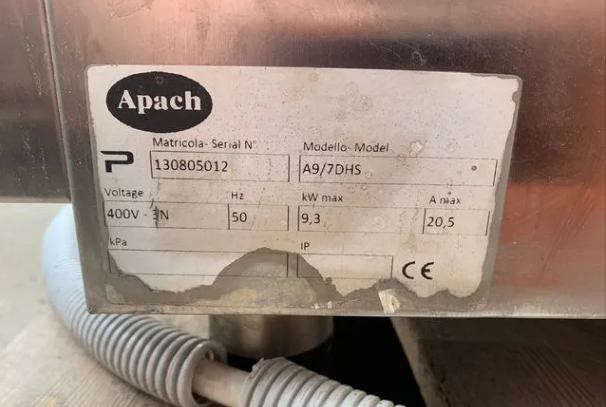 Apach
Matricola- Serial N°
Modello- Model
130805012
A9/7DHS
Voltage
Hz
kW max
A max
400V - 3N
50
9,3
20,5
kPa
IP
CE